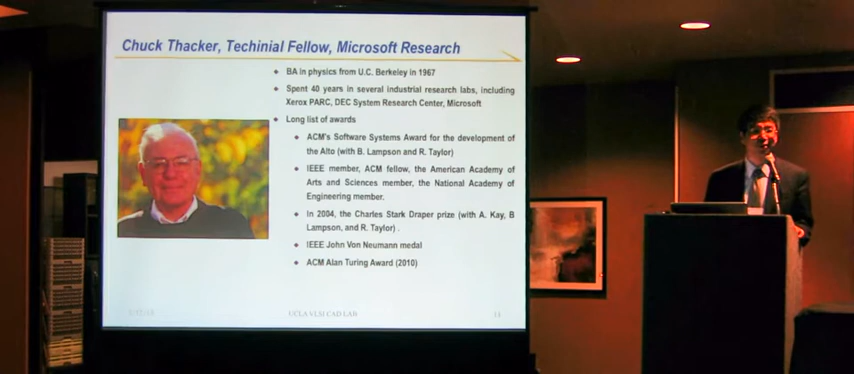 Chuck Thacker, Techinial Fellow, Microsoft Research
BA in physics from U.C. Berkeley in 1967
Spent 40 years in several industrial research labs, including
Xerox PARC, DEC System Research Center, Microsoft
Long list of awards
ACM's Software Systems Award for the development of
the Alto (with B. Lampson and R. Taylor)
IEEE member, ACM fellow, the American Academy of
Arts and Sciences member, the National Academy of
Engineering member.
In 2004, the Charles Stark Draper prize (with A. Kay, B
Lampson, and R. Taylor) .
IEEE John Von Neumann medal
ACM Alan Turing Award (2010)
UCLA VLSI CAD LAB